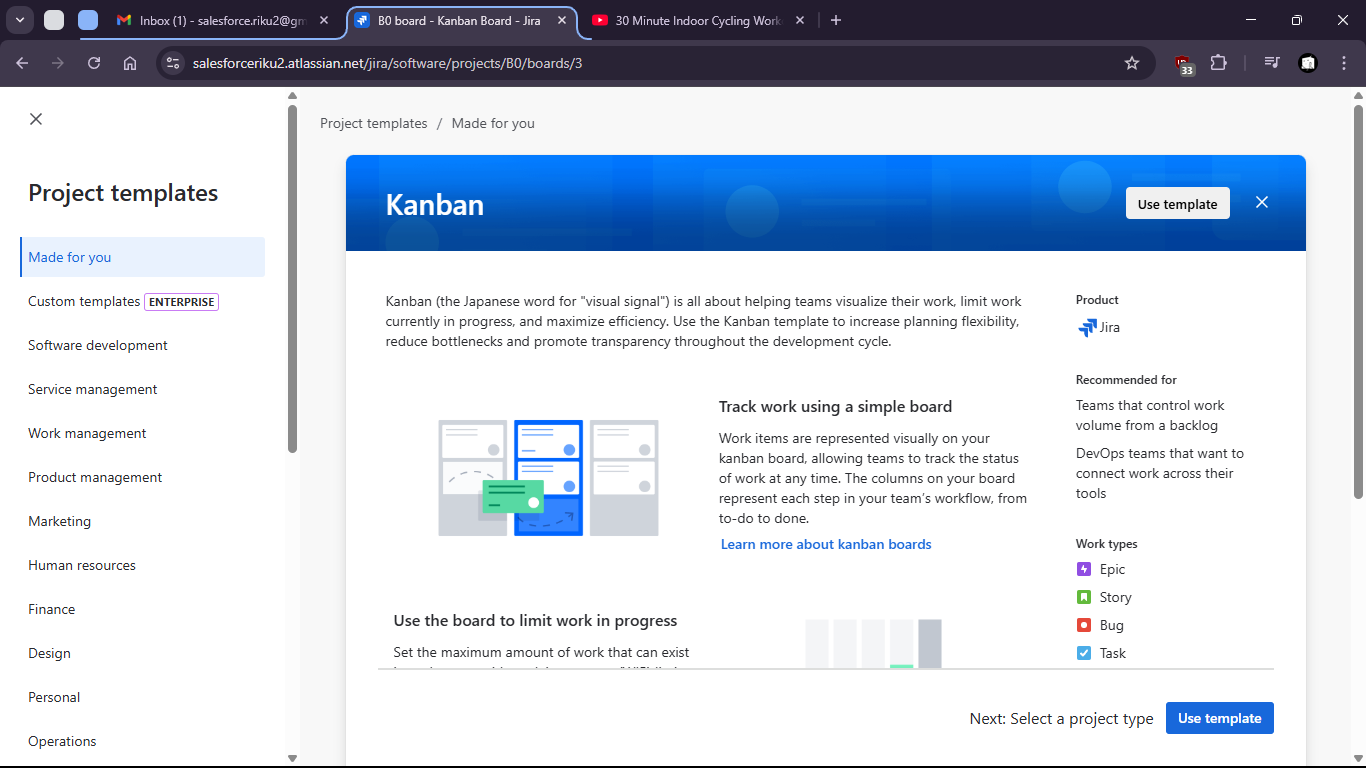 Inbox (1) - salesforce.riku2@gm
B0 board - Kanban Board - Jira
30 Minute Indoor Cycling Work
salesforceriku2.atlassian.net/jira/software/projects/B0/boards/3
33
Project templates
Made for you
Custom templates ENTERPRISE
Software development
Service management
Work management
Product management
Marketing
Human resources
Finance
Design
Personal
Operations
Project templates / Made for you
Kanban
Use template
Kanban (the Japanese word for "visual signal") is all about helping teams visualize their work, limit work
currently in progress, and maximize efficiency. Use the Kanban template to increase planning flexibility,
reduce bottlenecks and promote transparency throughout the development cycle.
Track work using a simple board
Work items are represented visually on your
kanban board, allowing teams to track the status
of work at any time. The columns on your board
represent each step in your team's workflow, from
to-do to done.
Learn more about kanban boards
Use the board to limit work in progress
Set the maximum amount of work that can exist
Product
Jira
Recommended for
Teams that control work
volume from a backlog
DevOps teams that want to
connect work across their
tools
Work types
Epic
Story
Bug
Task
Next: Select a project type
Use template